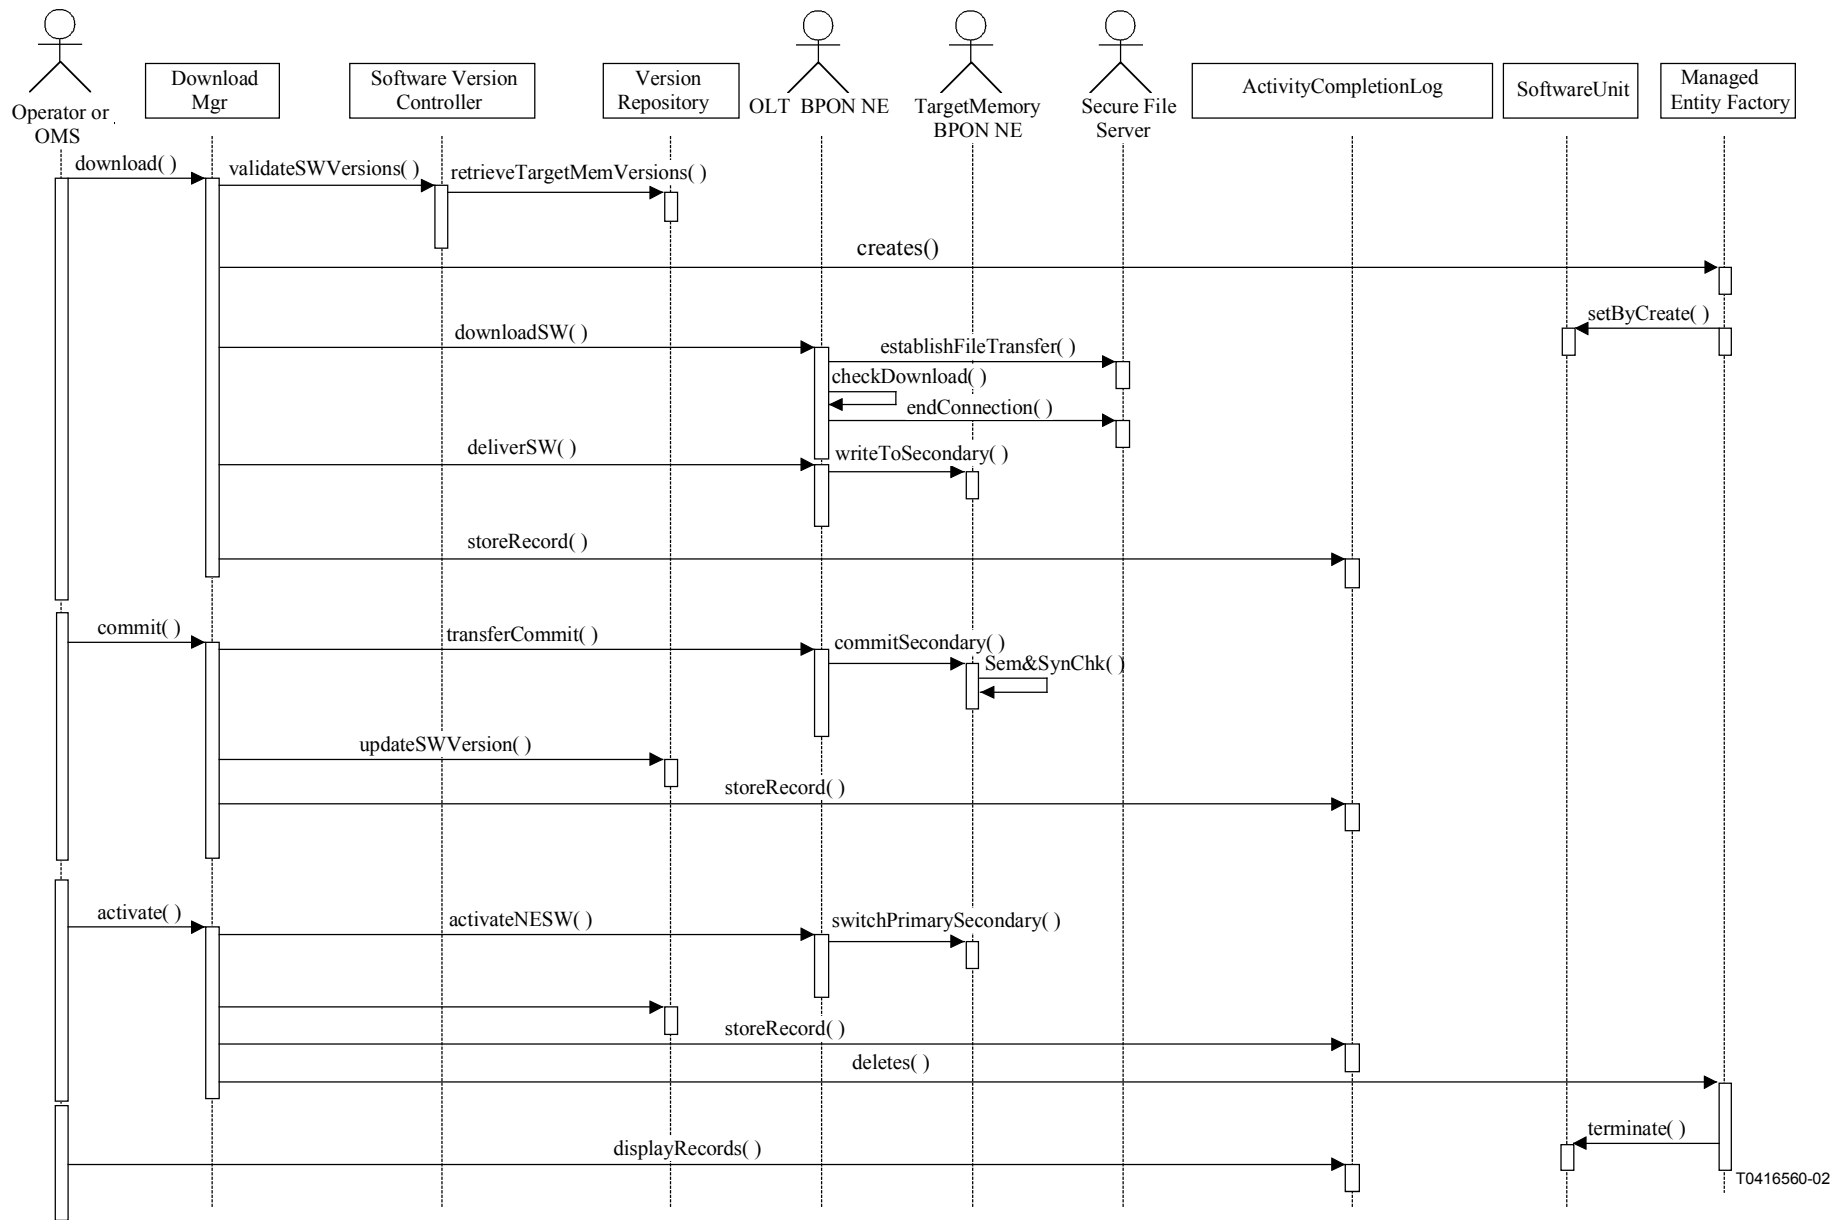 Operator or
OMS
Download
Mgr
Software Version
Controller
Version
Repository
OLT BPON NE
TargetMemory
BPON NE
Secure File
Server
ActivityCompletionLog
SoftwareUnit
Managed
Entity Factory
download( )
validateSWVersions( )
retrieveTargetMemVersions( )
creates()
setByCreate( )
downloadSW( )
establishFileTransfer( )
checkDownload( )
endConnection( )
deliverSW( )
writeToSecondary( )
storeRecord( )
commit( )
transferCommit( )
commitSecondary( )
Sem&SynChk( )
updateSWVersion( )
storeRecord( )
activate( )
activateNESW( )
switchPrimarySecondary( )
storeRecord( )
deletes( )
terminate( )
displayRecords( )
T0416560-02